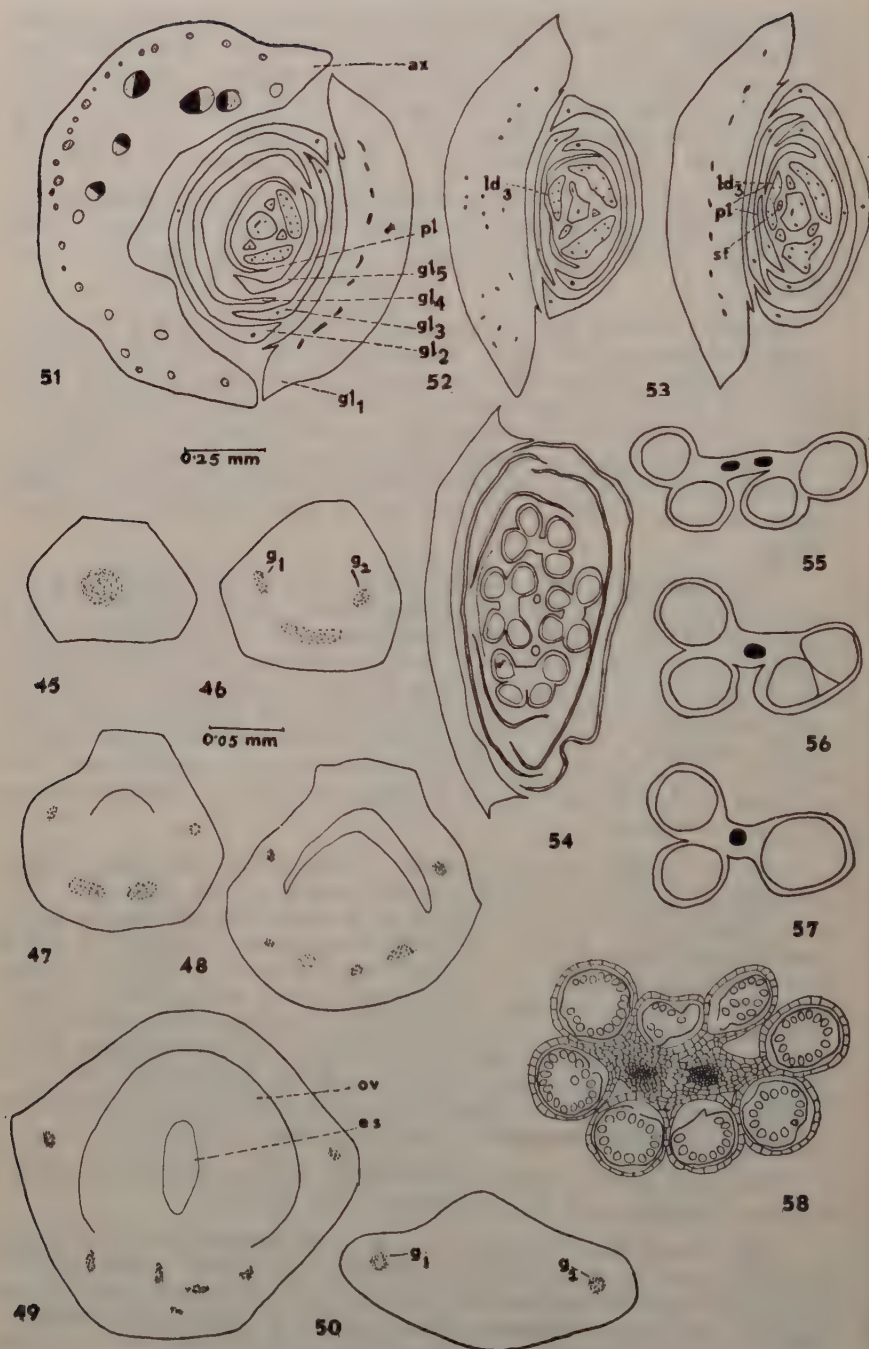 ax
ld₃
ld₃
pl
sf
pl
gl₅
gl₄
gl₃
gl₂
gl₁
51
52
53
0·25 mm
55
45
g₁
g₂
46
0·05 mm
56
54
57
47
48
ov
es
58
g₁
g₂
49
50